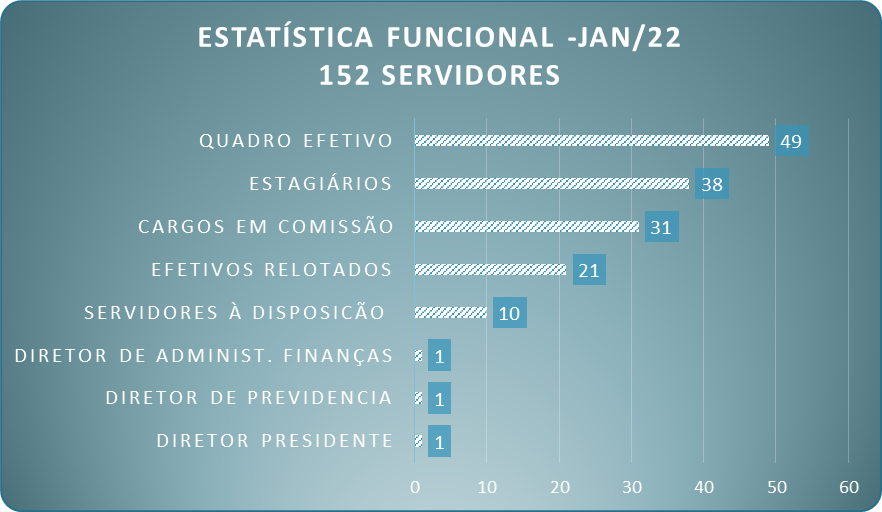 ESTATÍSTICA FUNCIONAL -JAN/22
152 SERVIDORES
QUADRO EFETIVO 49
ESTAGIÁRIOS 38
CARGOS EM COMISSÃO 31
EFETIVOS RELOTADOS 21
SERVIDORES À DISPOSICÃO 10
DIRETOR DE ADMINIST. FINANÇAS 1
DIRETOR DE PREVIDENCIA 1
DIRETOR PRESIDENTE 1
0 10 20 30 40 50 60